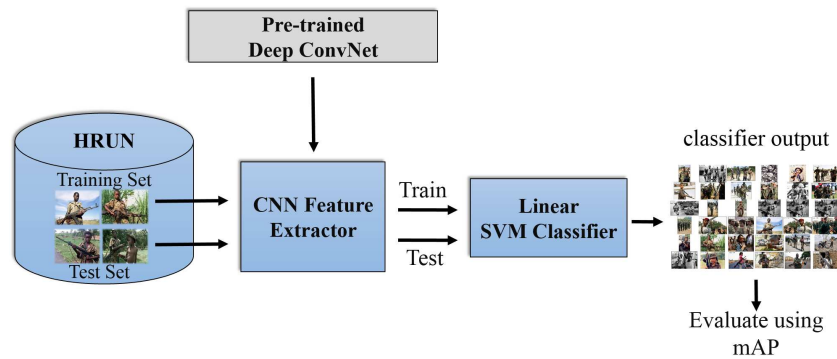 Pre-trained
Deep ConvNet
HRUN
Training Set
Test Set
CNN Feature
Extractor
Train
Test
Linear
SVM Classifier
classifier output
Evaluate using
mAP